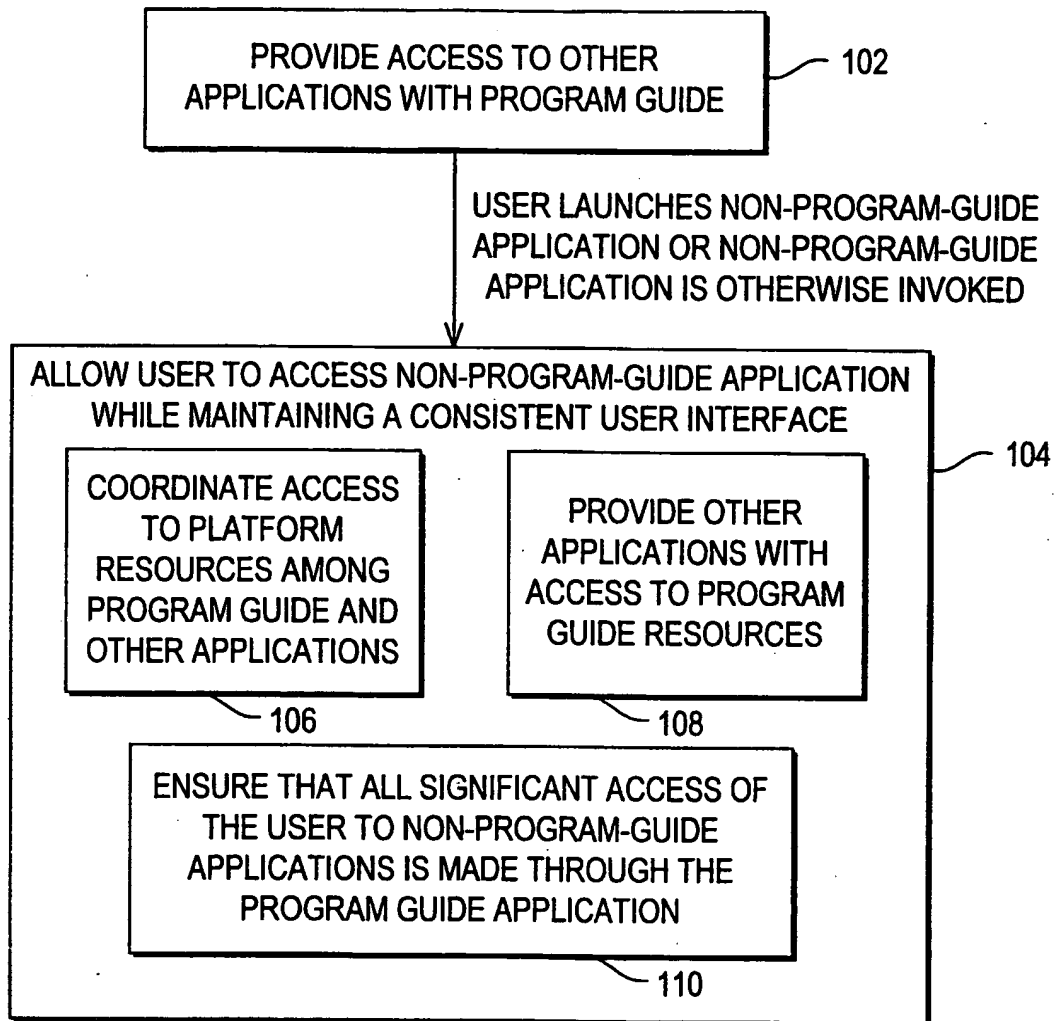 PROVIDE ACCESS TO OTHER
APPLICATIONS WITH PROGRAM GUIDE
102
USER LAUNCHES NON-PROGRAM-GUIDE
APPLICATION OR NON-PROGRAM-GUIDE
APPLICATION IS OTHERWISE INVOKED
ALLOW USER TO ACCESS NON-PROGRAM-GUIDE APPLICATION
WHILE MAINTAINING A CONSISTENT USER INTERFACE
104
COORDINATE ACCESS
TO PLATFORM
RESOURCES AMONG
PROGRAM GUIDE AND
OTHER APPLICATIONS
106
PROVIDE OTHER
APPLICATIONS WITH
ACCESS TO PROGRAM
GUIDE RESOURCES
108
ENSURE THAT ALL SIGNIFICANT ACCESS OF
THE USER TO NON-PROGRAM-GUIDE
APPLICATIONS IS MADE THROUGH THE
PROGRAM GUIDE APPLICATION
110